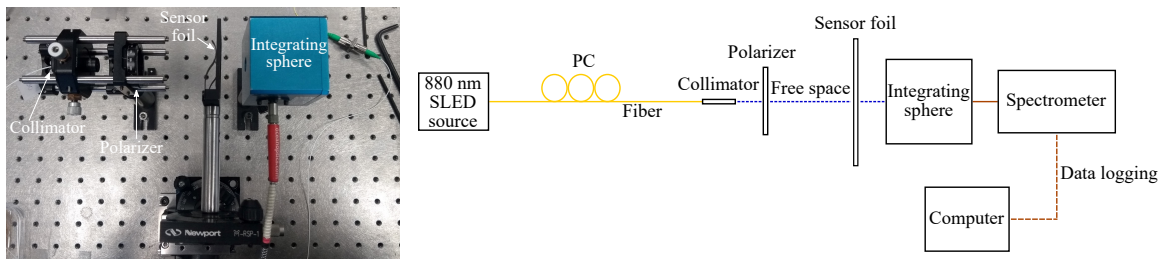 Sensor
foil
Integrating
sphere
Collimator
Polarizer
Newport
880 nm
SLED
source
PC
Fiber
Collimator
Polarizer
Free space
Sensor foil
Integrating
sphere
Spectrometer
Data logging
Computer